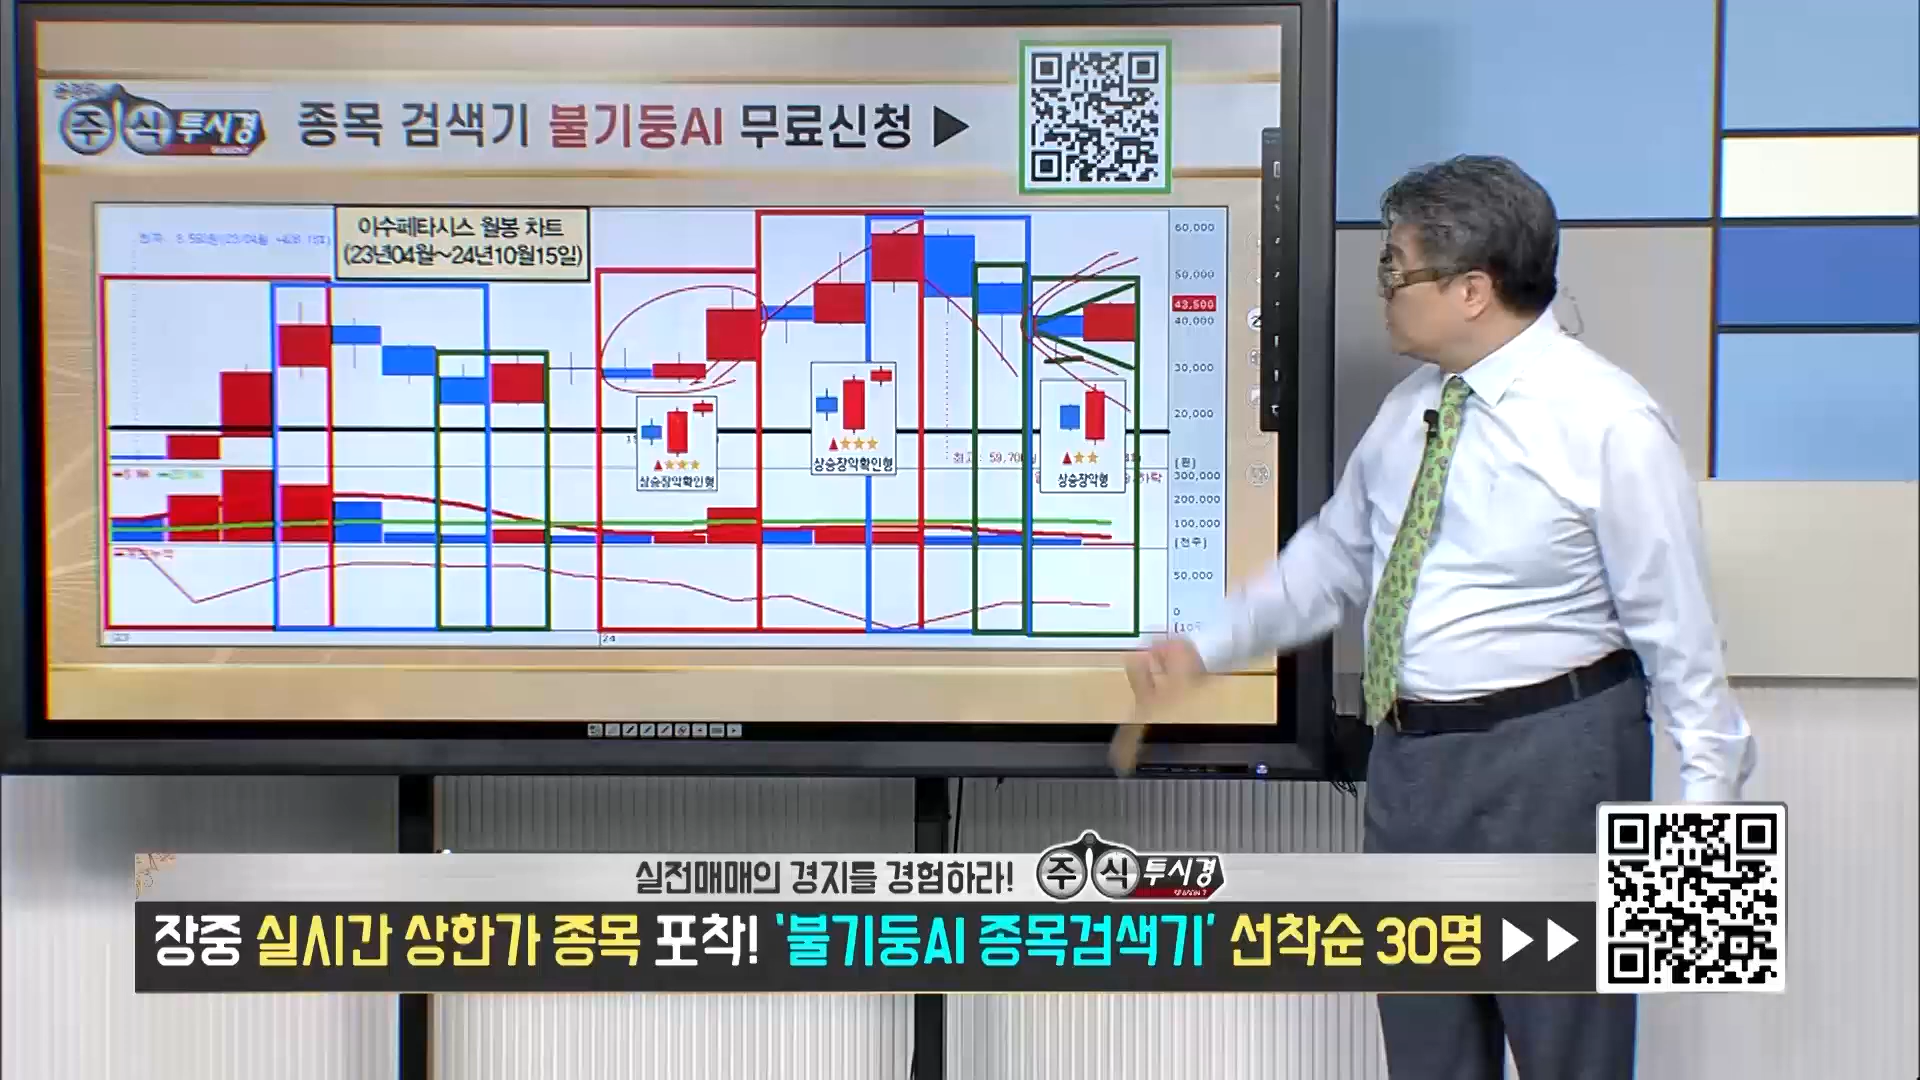 주식투시경
종목 검색기 불기둥AI 무료신청 ▶
이수페타시스 월봉 차트
(23년04월~24년10월15일)
60,000
50,000
43,500
40,000
30,000
20,000
[원]
300,000
200,000
100,000
[천주]
50,000
0
▲★★★
상승장악확인형
▲★★★
상승장악확인형
▲★★
상승장악형
24
실전매매의 경지를 경험하라! 주식투시경
장중 실시간 상한가 종목 포착! '불기둥AI 종목검색기' 선착순 30명 ▶▶